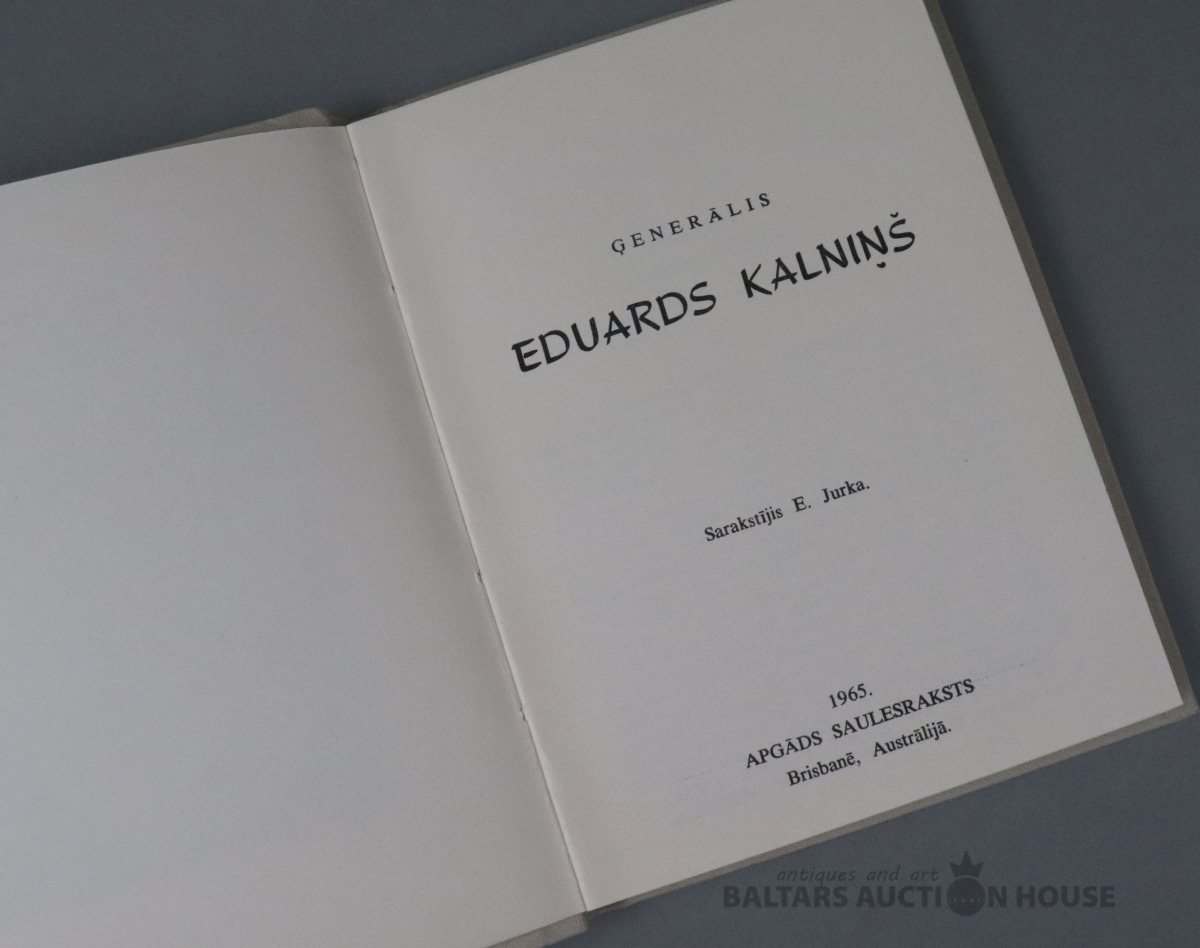 ĢENERĀLIS
EDUARDS KALNIŅŠ
Sarakstījis E. Jurka.
1965.
APGĀDS SAULESRAKSTS
Brisbanē, Austrālijā.
antiques and art
BALTARS AUCTION HOUSE